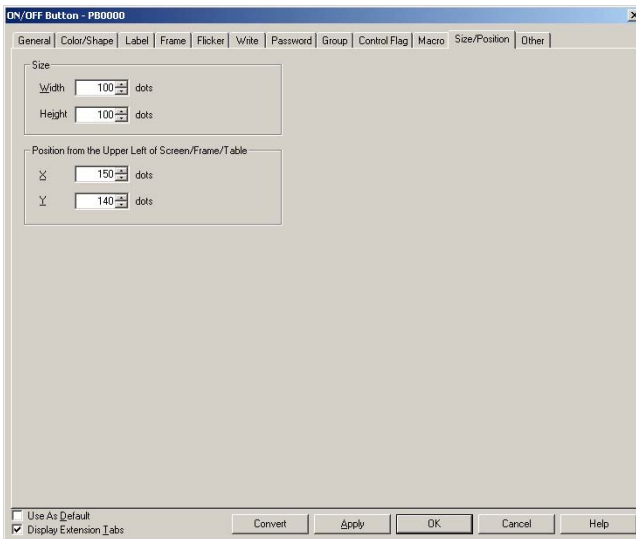 ON/OFF Button - PB0000
General Color/Shape Label Frame Flicker Write Password Group Control Flag Macro Size/Position Other
Size
Width 100 dots
Height 100 dots
Position from the Upper Left of Screen/Frame/Table
X 150 dots
Y 140 dots
Use As Default
Display Extension Tabs
Convert Apply OK Cancel Help